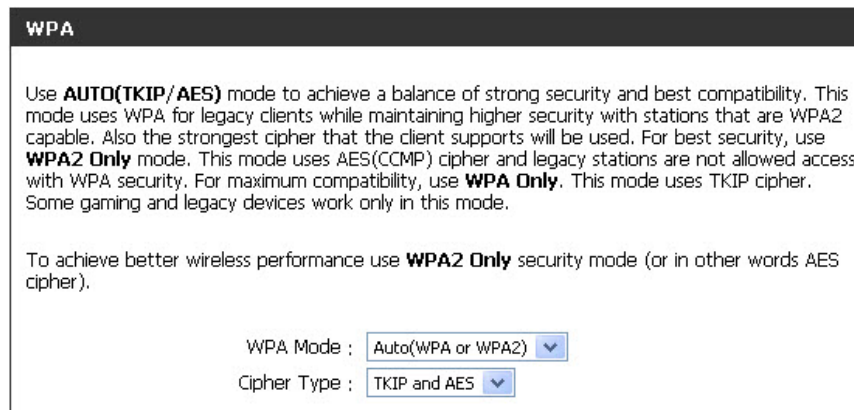 WPA
Use AUTO(TKIP/AES) mode to achieve a balance of strong security and best compatibility. This
mode uses WPA for legacy clients while maintaining higher security with stations that are WPA2
capable. Also the strongest cipher that the client supports will be used. For best security, use
WPA2 Only mode. This mode uses AES(CCMP) cipher and legacy stations are not allowed access
with WPA security. For maximum compatibility, use WPA Only. This mode uses TKIP cipher.
Some gaming and legacy devices work only in this mode.
To achieve better wireless performance use WPA2 Only security mode (or in other words AES
cipher).
WPA Mode : Auto(WPA or WPA2)
Cipher Type : TKIP and AES